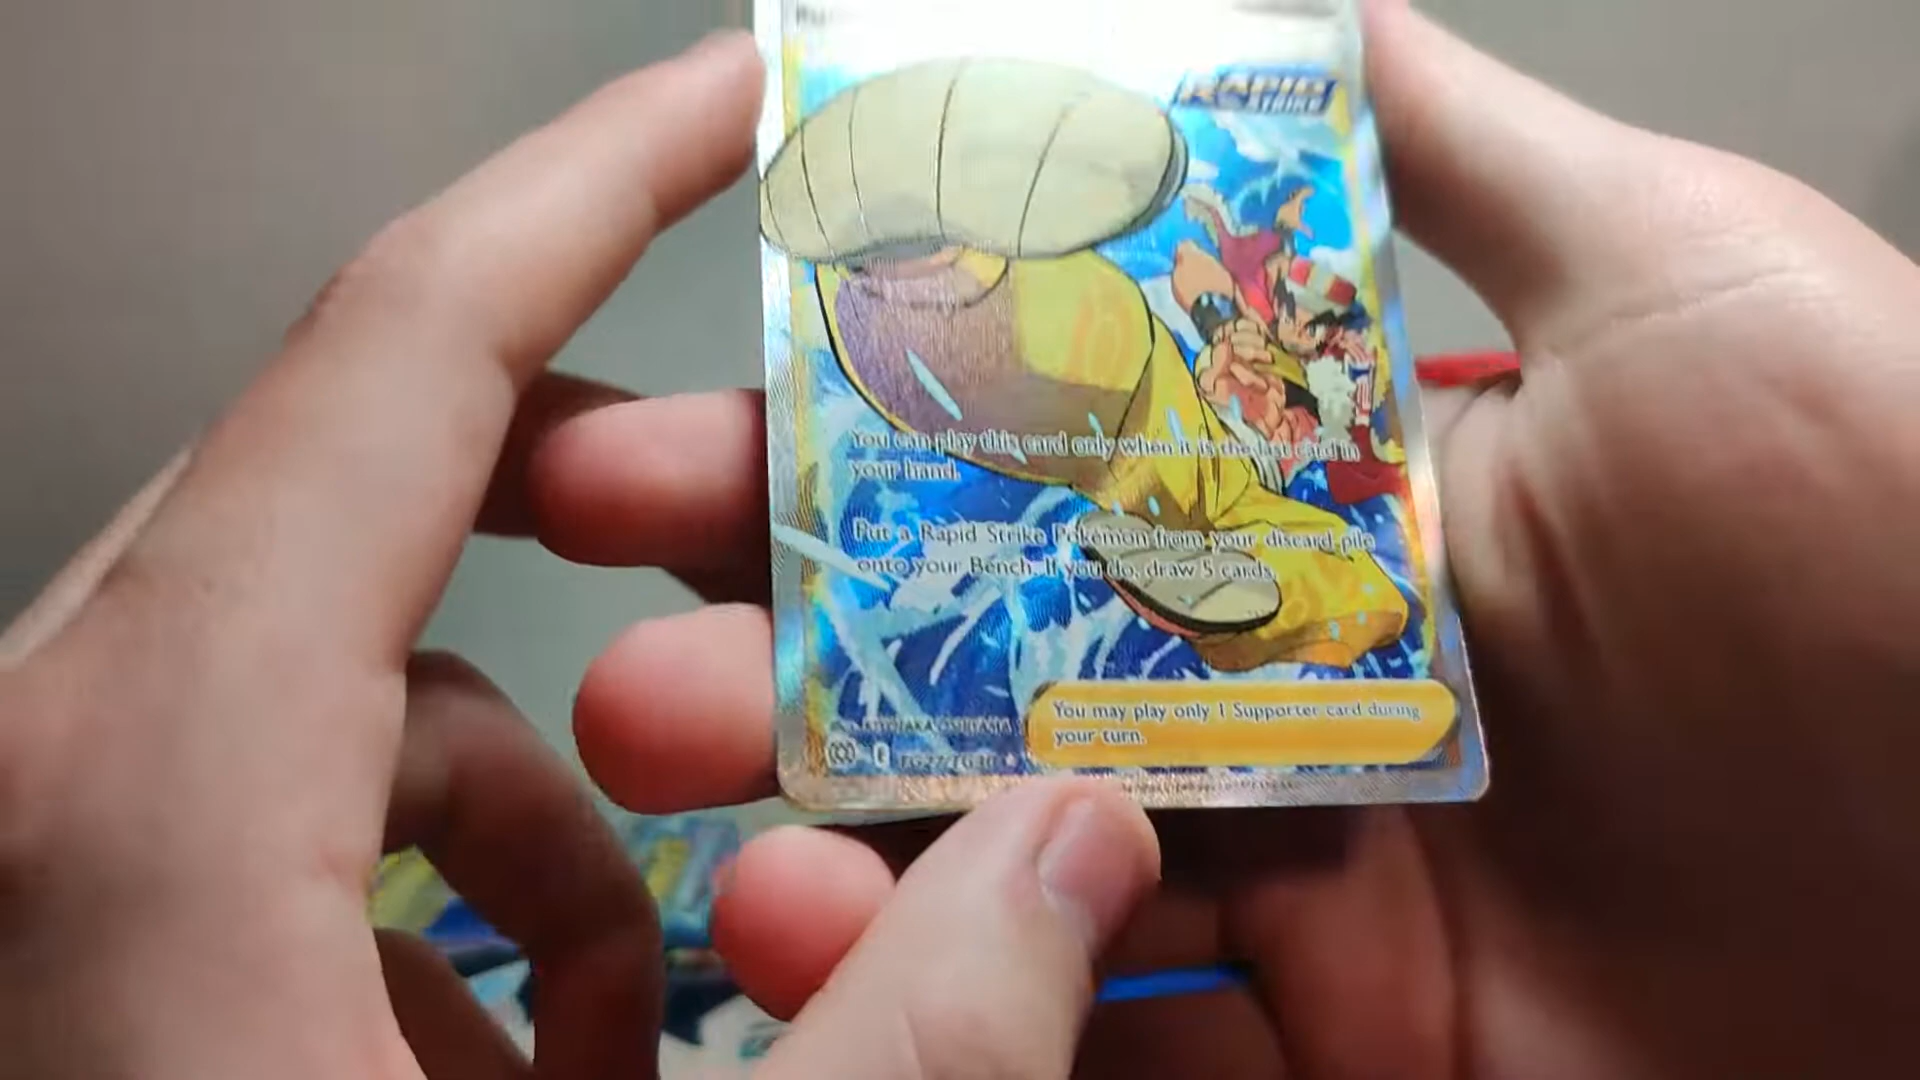 RAPID
STRIKE
You can play this card only when it is the last card in
your hand.
Put a Rapid Strike Pokémon from your discard pile
onto your Bench. If you do, draw 5 cards.
You may play only 1 Supporter card during
your turn.